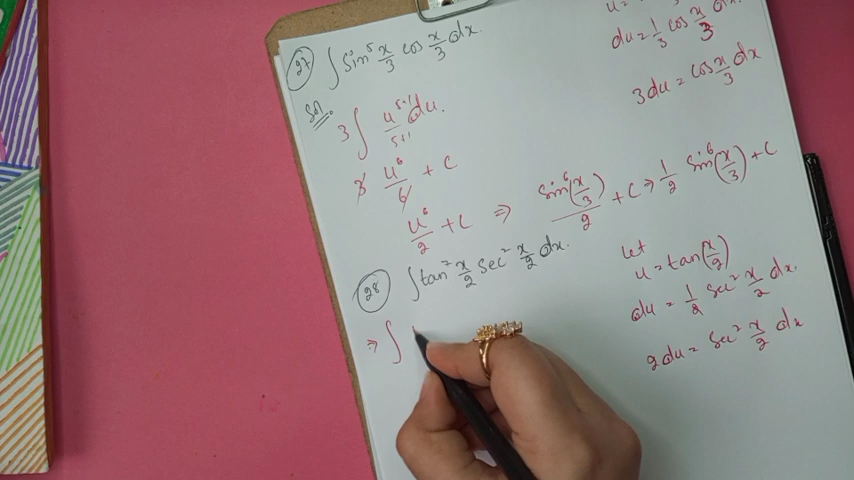 (27) ∫ sin⁵ x/3 cos x/3 dx.
u =
du = 1/3 cos x/3 dx.
3du = cos x/3 dx
Sol.
3 ∫ u⁵⁺¹/5+1 du.
3 u⁶/6 + C
u⁶/2 + C ⇒ sin⁶(x/3)/2 + C ⇒ 1/2 sin⁶(x/3) + C
(28) ∫ tan² x/2 sec² x/2 dx.
let
u = tan(x/2)
du = 1/2 sec² x/2 dx.
2du = sec² x/2 dx
⇒ ∫